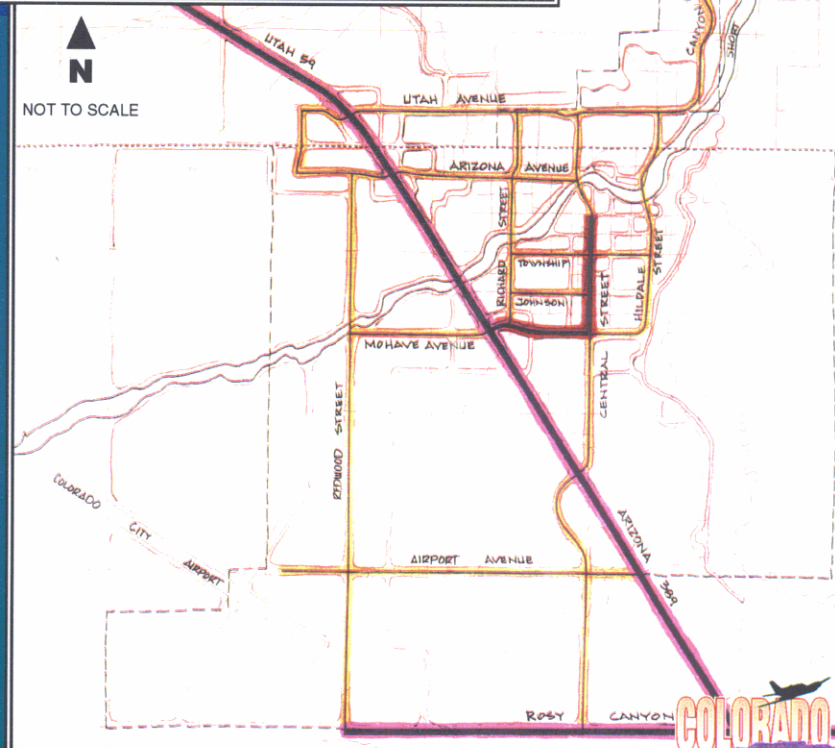 N
NOT TO SCALE
UTAH 59
CANYON
SHORT
UTAH AVENUE
ARIZONA AVENUE
RICHARD STREET
TOWNSHIP
JOHNSON
CENTRAL STREET
HILDALE STREET
MOHAVE AVENUE
REDWOOD STREET
COLORADO CITY AIRPORT
AIRPORT AVENUE
ARIZONA 389
ROSY CANYON
COLORADO